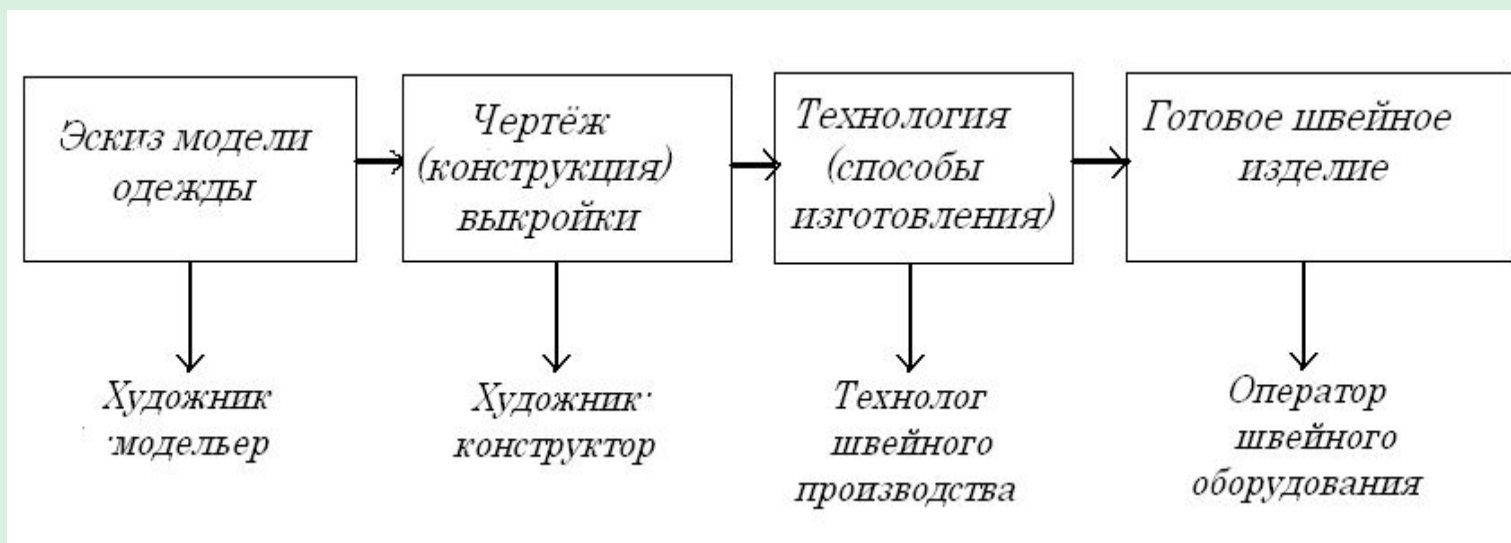 Эскиз модели
одежды
Чертёж
(конструкция)
выкройки
Технология
(способы
изготовления)
Готовое швейное
изделие
Художник
модельер
Художник-
конструктор
Технолог
швейного
производства
Оператор
швейного
оборудования